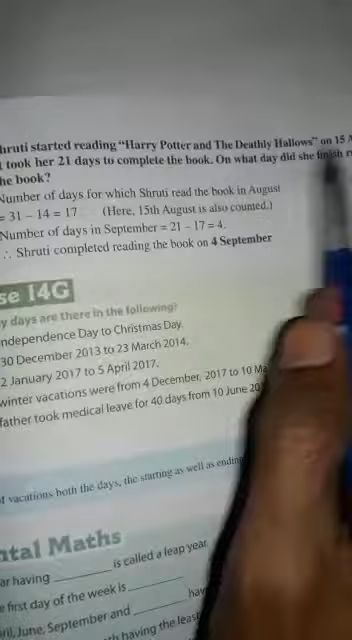 hruti started reading "Harry Potter and The Deathly Hallows" on 15 A
t took her 21 days to complete the book. On what day did she finish r
he book?
Number of days for which Shruti read the book in August
= 31 – 14 = 17 (Here, 15th August is also counted.)
Number of days in September = 21 – 17 = 4.
∴ Shruti completed reading the book on 4 September
se 14G
y days are there in the following?
ndependence Day to Christmas Day.
30 December 2013 to 23 March 2014.
2 January 2017 to 5 April 2017.
winter vacations were from 4 December, 2017 to 10 Ma
father took medical leave for 40 days from 10 June 20
f vacations both the days, the starting as well as ending
ntal Maths
ar having ________ is called a leap year.
e first day of the week is ________
ril, June, September and ________ hav
th having the least